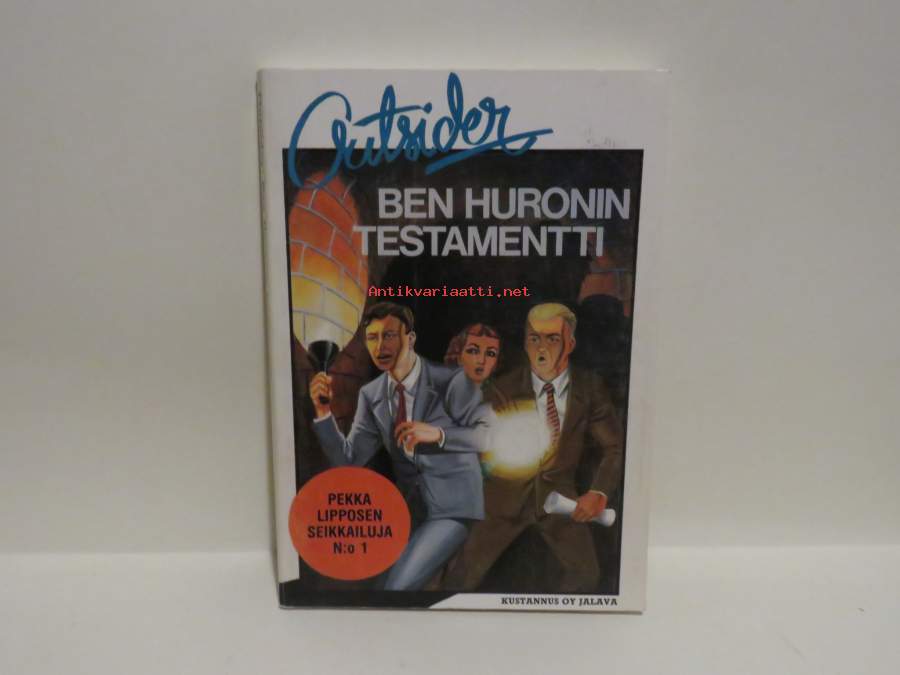 Outsider
BEN HURONIN
TESTAMENTTI
Antikvariaatti.net
PEKKA
LIPPOSEN
SEIKKAILUJA
N:o 1
KUSTANNUS OY JALAVA